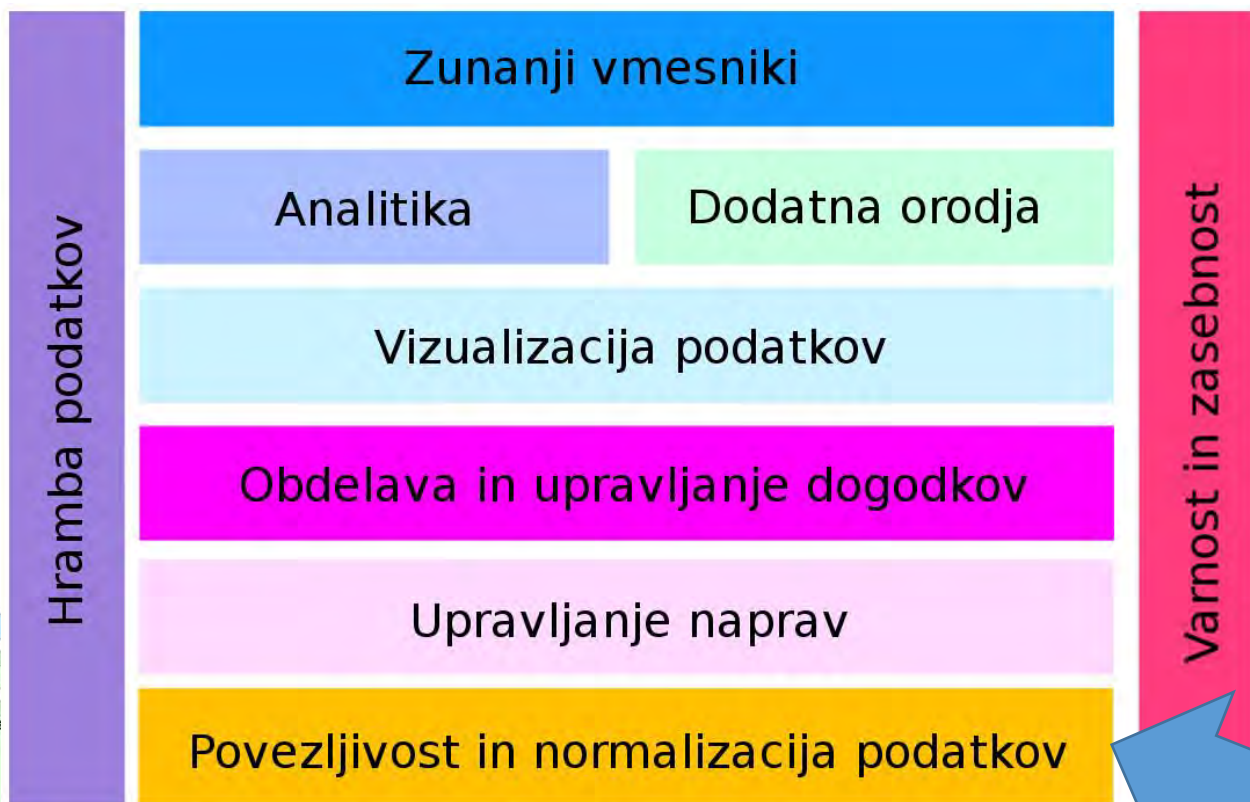 Hramba podatkov
Zunanji vmesniki
Analitika
Dodatna orodja
Vizualizacija podatkov
Obdelava in upravljanje dogodkov
Upravljanje naprav
Povezljivost in normalizacija podatkov
Varnost in zasebnost